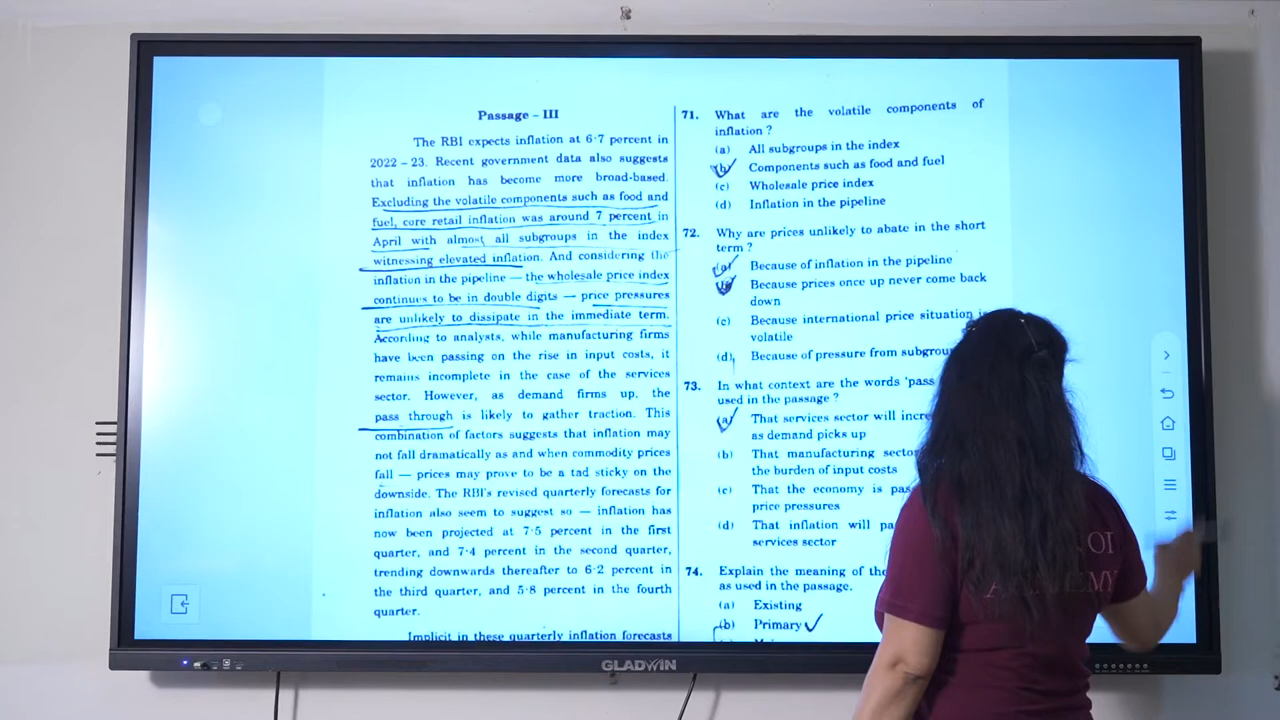 Passage – III
The RBI expects inflation at 6·7 percent in
2022 – 23. Recent government data also suggests
that inflation has become more broad-based.
Excluding the volatile components such as food and
fuel, core retail inflation was around 7 percent in
April with almost all subgroups in the index
witnessing elevated inflation. And considering the
inflation in the pipeline — the wholesale price index
continues to be in double digits — price pressures
are unlikely to dissipate in the immediate term.
According to analysts, while manufacturing firms
have been passing on the rise in input costs, it
remains incomplete in the case of the services
sector. However, as demand firms up, the
pass through is likely to gather traction. This
combination of factors suggests that inflation may
not fall dramatically as and when commodity prices
fall — prices may prove to be a tad sticky on the
downside. The RBI's revised quarterly forecasts for
inflation also seem to suggest so — inflation has
now been projected at 7·5 percent in the first
quarter, and 7·4 percent in the second quarter,
trending downwards thereafter to 6·2 percent in
the third quarter, and 5·8 percent in the fourth
quarter.
Implicit in these quarterly inflation forecasts
71. What are the volatile components of
inflation ?
(a) All subgroups in the index
(b) Components such as food and fuel
(c) Wholesale price index
(d) Inflation in the pipeline
72. Why are prices unlikely to abate in the short
term ?
(a) Because of inflation in the pipeline
Because prices once up never come back
down
(c) Because international price situation is
volatile
(d) Because of pressure from
73. In what context are the words 'pass
used in the passage ?
(a) That services sector will
as demand picks up
(b) That manufacturing
the burden of input costs
(c) That the economy is
price pressures
(d) That inflation will
services sector
74. Explain the meaning of the
as used in the passage.
(a) Existing
(b) Primary
GLADWIN
OI
ACADEMY